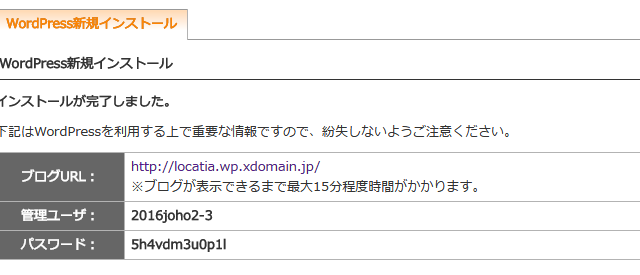 WordPress新規インストール
WordPress新規インストール
インストールが完了しました。
下記はWordPressを利用する上で重要な情報ですので、紛失しないようご注意ください。
ブログURL：
http://locatia.wp.xdomain.jp/
※ブログが表示できるまで最大15分程度時間がかかります。
管理ユーザ：
2016joho2-3
パスワード：
5h4vdm3u0p1l